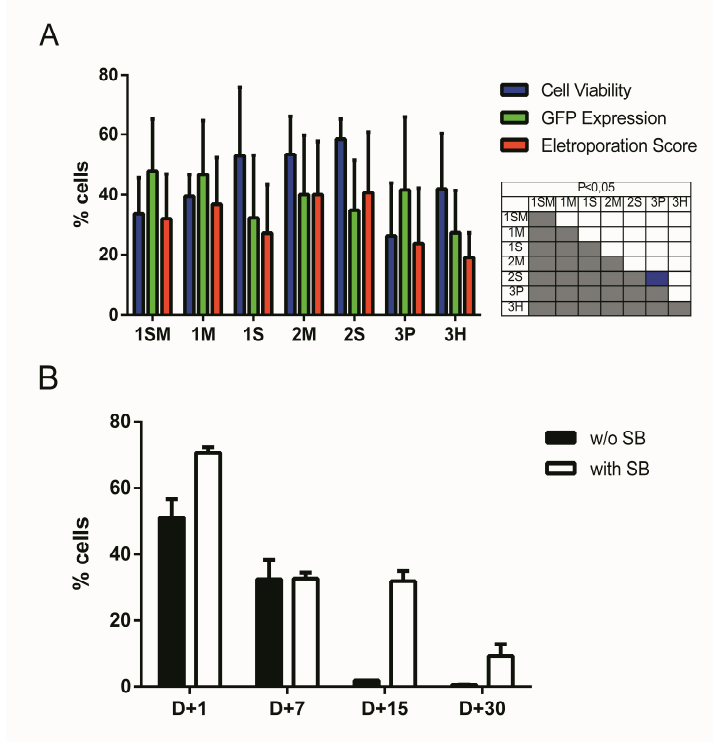 A
80
60
40
20
0
% cells
1SM 1M 1S 2M 2S 3P 3H
Cell Viability
GFP Expression
Eletroporation Score
P<0,05
1SM 1M 1S 2M 2S 3P 3H
1SM
1M
1S
2M
2S
3P
3H
B
80
60
40
20
0
% cells
D+1 D+7 D+15 D+30
w/o SB
with SB